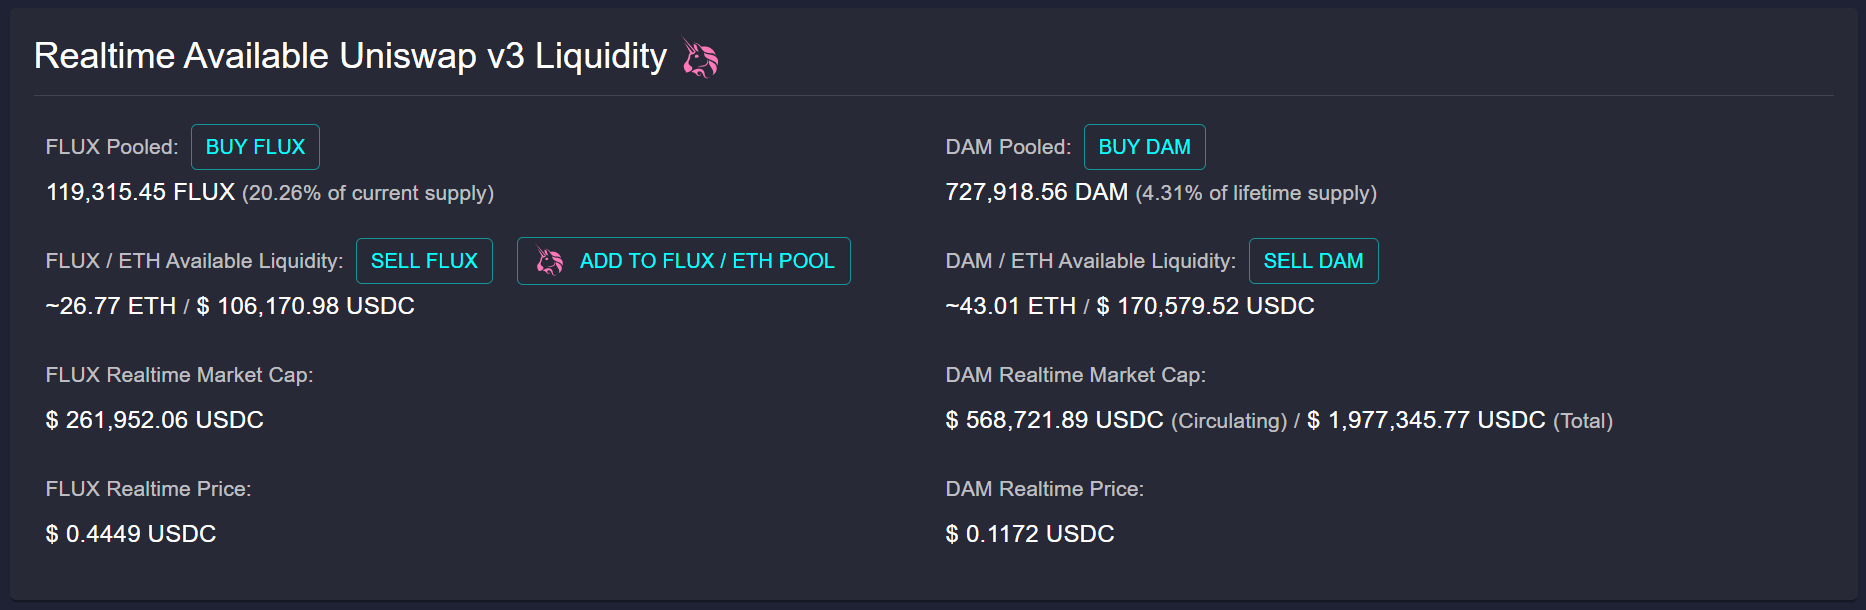 Realtime Available Uniswap v3 Liquidity
FLUX Pooled: BUY FLUX
119,315.45 FLUX (20.26% of current supply)
FLUX / ETH Available Liquidity: SELL FLUX ADD TO FLUX / ETH POOL
~26.77 ETH / $ 106,170.98 USDC
FLUX Realtime Market Cap:
$ 261,952.06 USDC
FLUX Realtime Price:
$ 0.4449 USDC
DAM Pooled: BUY DAM
727,918.56 DAM (4.31% of lifetime supply)
DAM / ETH Available Liquidity: SELL DAM
~43.01 ETH / $ 170,579.52 USDC
DAM Realtime Market Cap:
$ 568,721.89 USDC (Circulating) / $ 1,977,345.77 USDC (Total)
DAM Realtime Price:
$ 0.1172 USDC